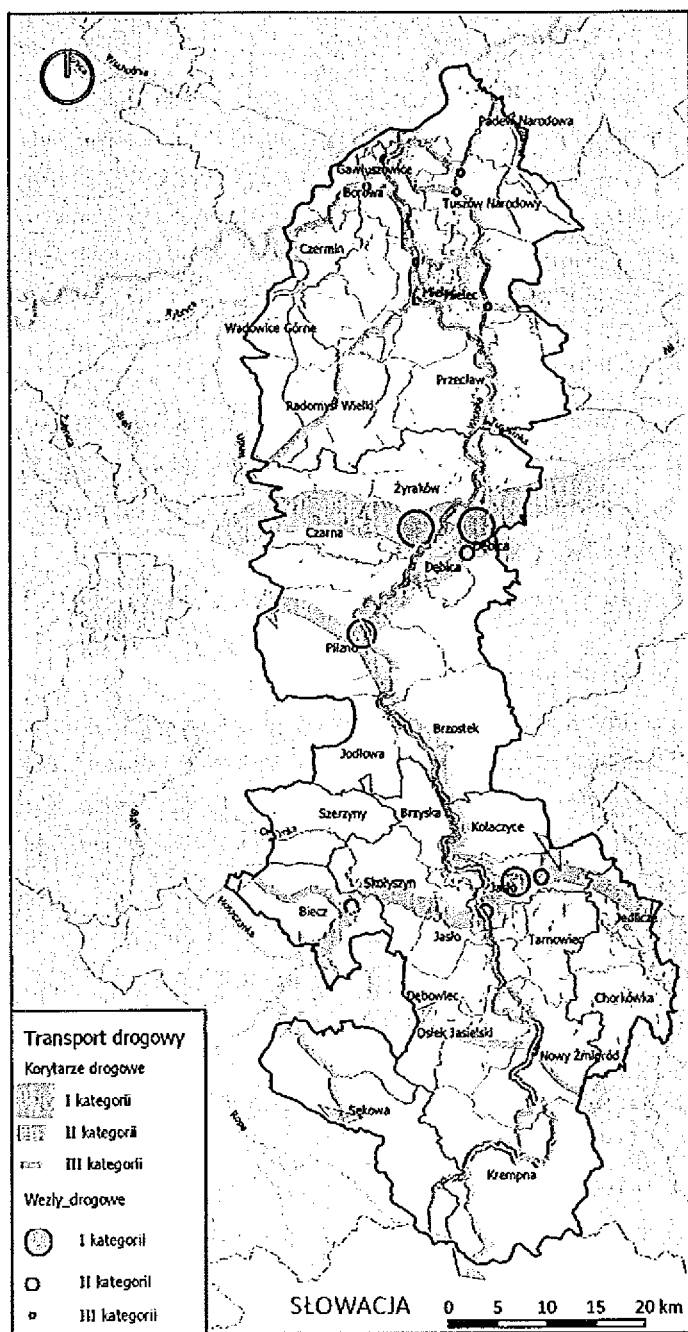 Wschodnia
Padew Narodowa
Gawłuszowice
Borowa
Tuszów Narodowy
Czermin
Mielec
Wadowice Górne
Przecław
Radomyśl Wielki
Żyraków
Czarna
Dębica
Dębica
Pilzno
Brzostek
Jodłowa
Szerzyny
Brzyska
Kołaczyce
Skołyszyn
Jasło
Biecz
Jedlicze
Jasło
Tarnowiec
Dębowiec
Chorkówka
Osiek Jasielski
Nowy Żmigród
Sękowa
Ropa
Krempna
Transport drogowy
Korytarze drogowe
I kategorii
II kategorii
III kategorii
Wezly_drogowe
I kategorii
II kategorii
III kategorii
SŁOWACJA
0 5 10 15 20 km